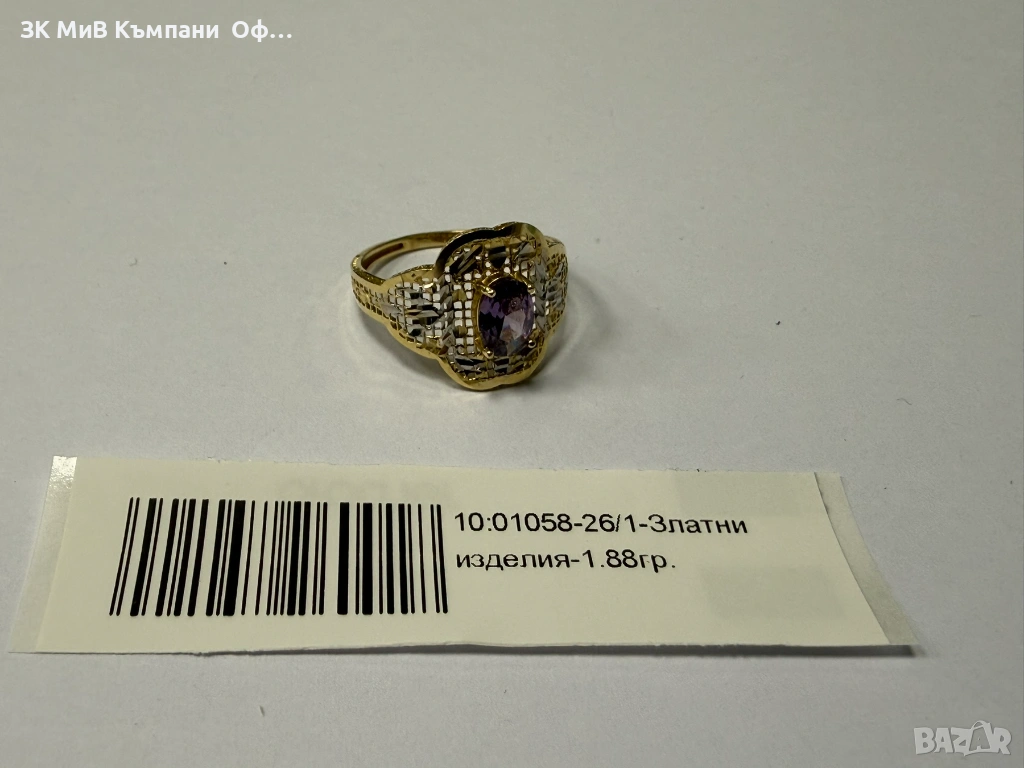 ЗК МиВ Къмпани Оф...
10:01058-26/1-Златни
изделия-1.88гр.
BAZAR